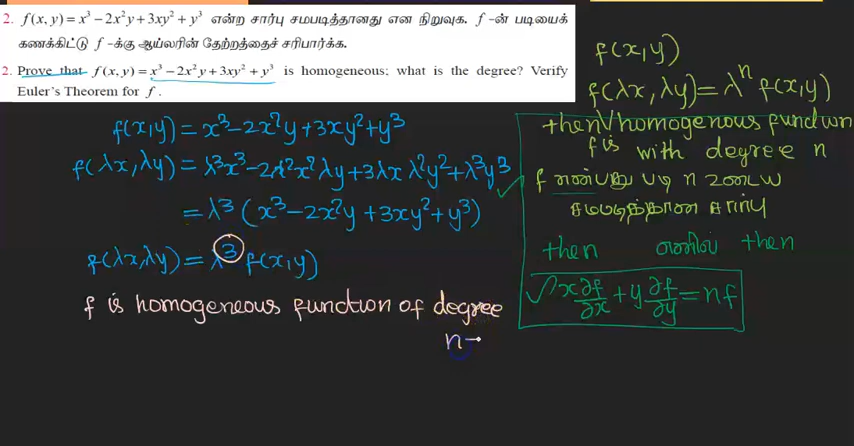 2. f(x, y) = x³ − 2x²y + 3xy² + y³ என்ற சார்பு சமபடித்தானது என நிறுவுக. f -ன் படியைக்
கணக்கிட்டு f -க்கு ஆய்லரின் தேற்றத்தைச் சரிபார்க்க.
2. Prove that f(x, y) = x³ − 2x²y + 3xy² + y³ is homogeneous; what is the degree? Verify
Euler's Theorem for f .
f(x,y) = x³ − 2x²y + 3xy² + y³
f(λx, λy) = λ³x³ − 2λ²x² λy + 3λx λ²y² + λ³y³
= λ³ (x³ − 2x²y + 3xy² + y³)
f(λx, λy) = λ³ f(x,y)
f is homogeneous function of degree
n →
f(x,y)
f(λx, λy) = λⁿ f(x,y)
then homogenous function
f is with degree n
f என்பது படி n உடைய
சமபடித்தான சார்பு
then எனில் then
x ∂f/∂x + y ∂f/∂y = nf